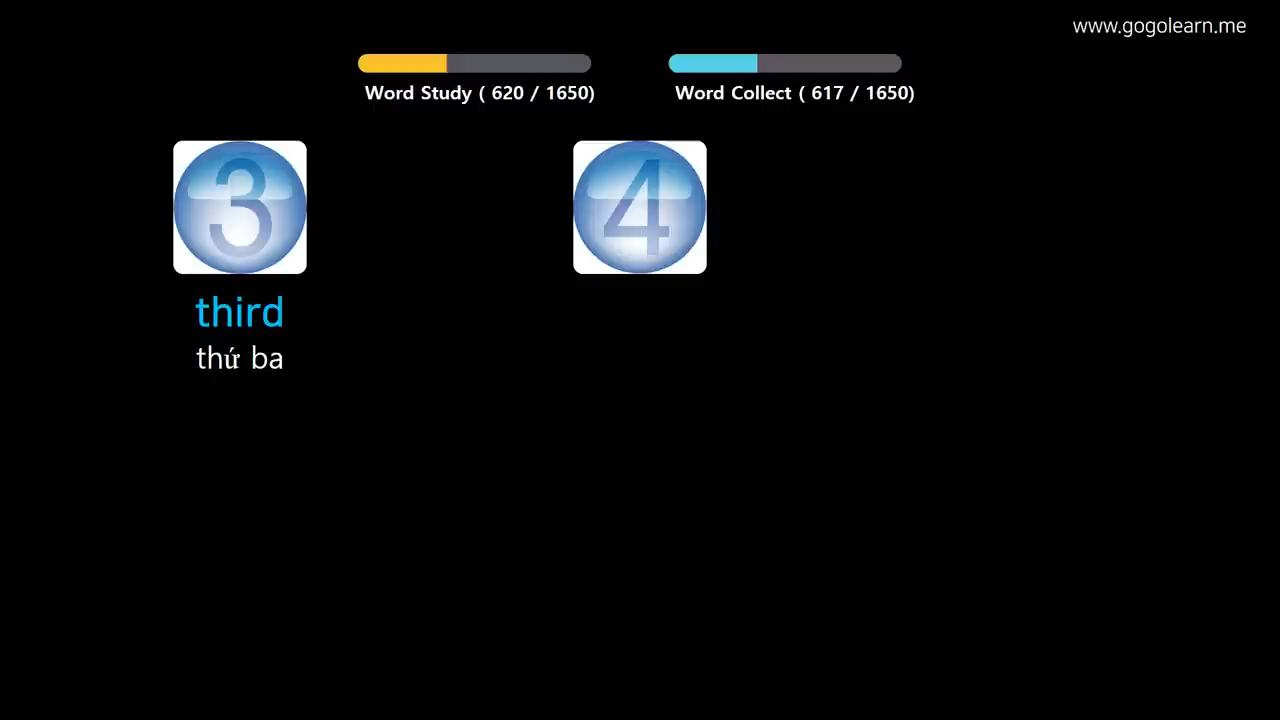 www.gogolearn.me
Word Study ( 620 / 1650)
Word Collect ( 617 / 1650)
3
4
third
thứ ba